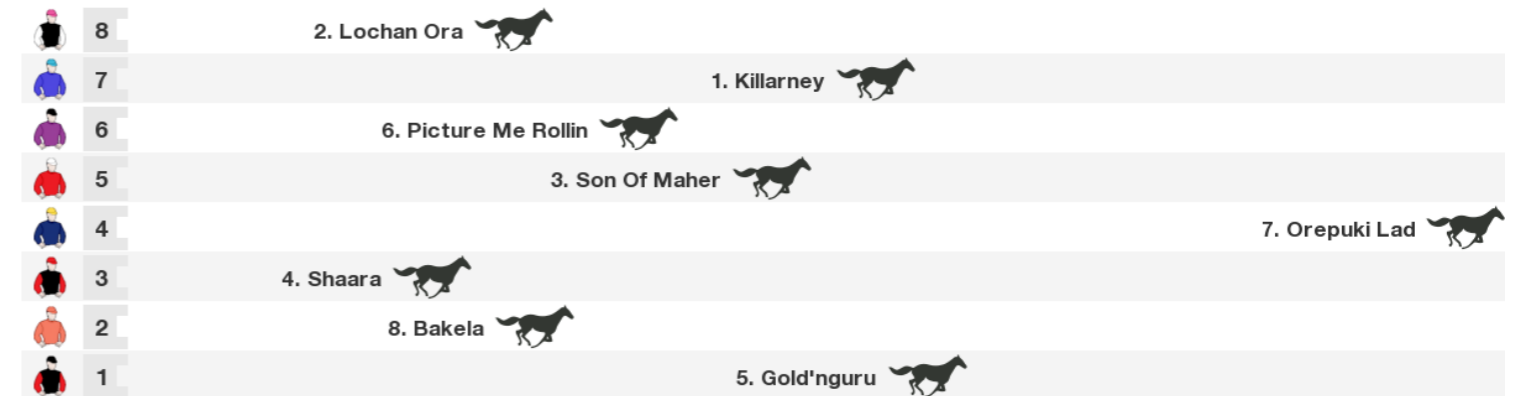 8 2. Lochan Ora
7 1. Killarney
6 6. Picture Me Rollin
5 3. Son Of Maher
4 7. Orepuki Lad
3 4. Shaara
2 8. Bakela
1 5. Gold'nguru